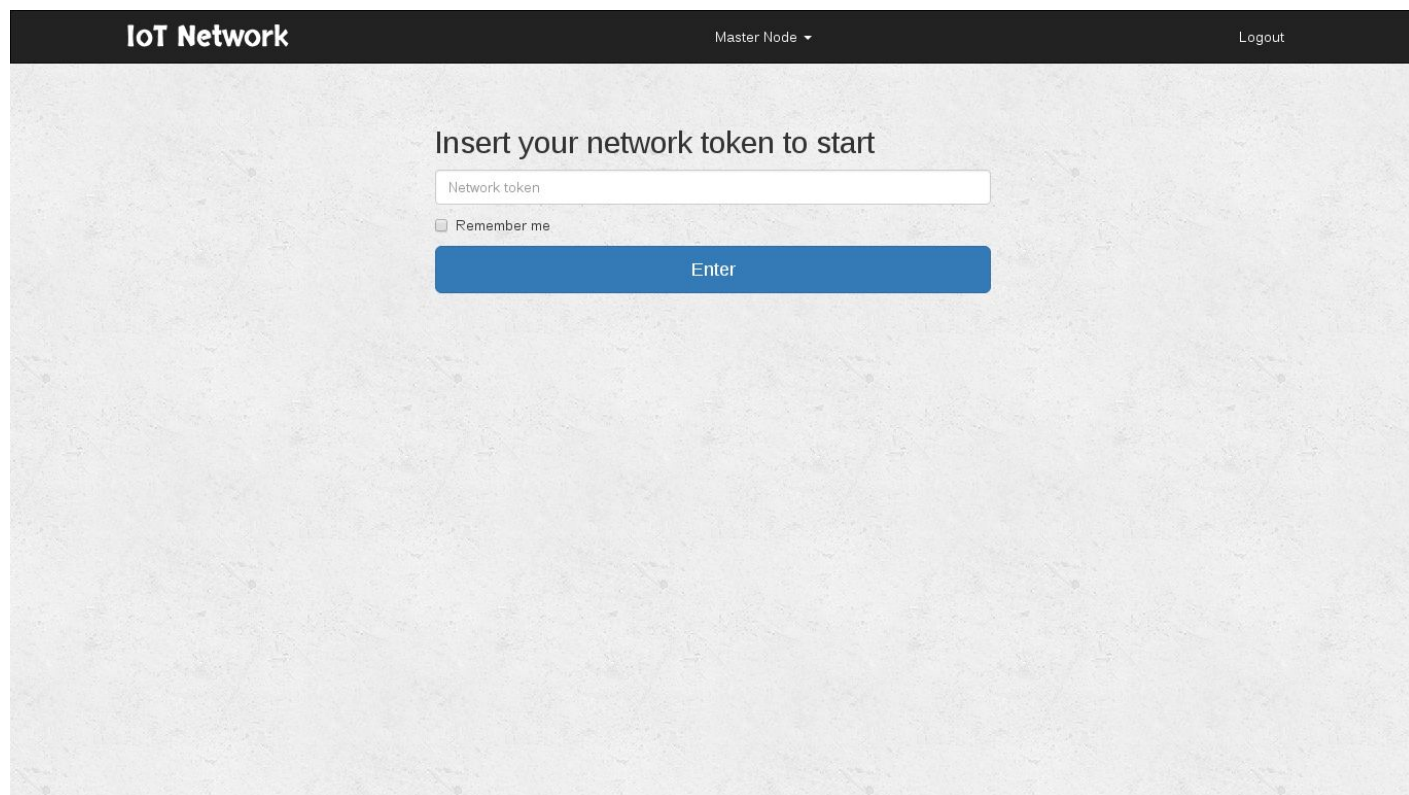 IoT Network Master Node Logout
Insert your network token to start
Network token
Remember me
Enter